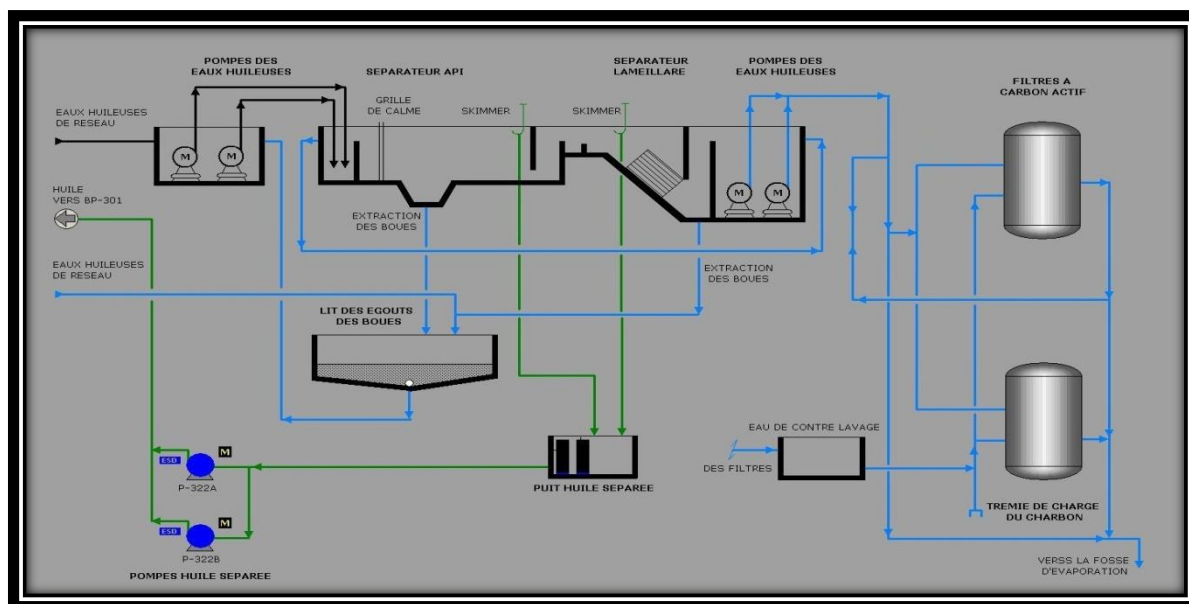 POMPES DES
EAUX HUILEUSES
SEPARATEUR API
SEPARATEUR
LAMEILLARE
POMPES DES
EAUX HUILEUSES
FILTRES A
CARBON ACTIF
EAUX HUILEUSES
DE RESEAU
GRILLE
DE CALME
SKIMMER
SKIMMER
M
M
M
M
HUILE
VERS BP-301
EXTRACTION
DES BOUES
EAUX HUILEUSES
DE RESEAU
EXTRACTION
DES BOUES
LIT DES EGOUTS
DES BOUES
EAU DE CONTRE LAVAGE
DES FILTRES
M
ESD
P-322A
PUIT HUILE SEPAREE
TREMIE DE CHARGE
DU CHARBON
M
ESD
P-322B
POMPES HUILE SEPAREE
VERSS LA FOSSE
D'EVAPORATION